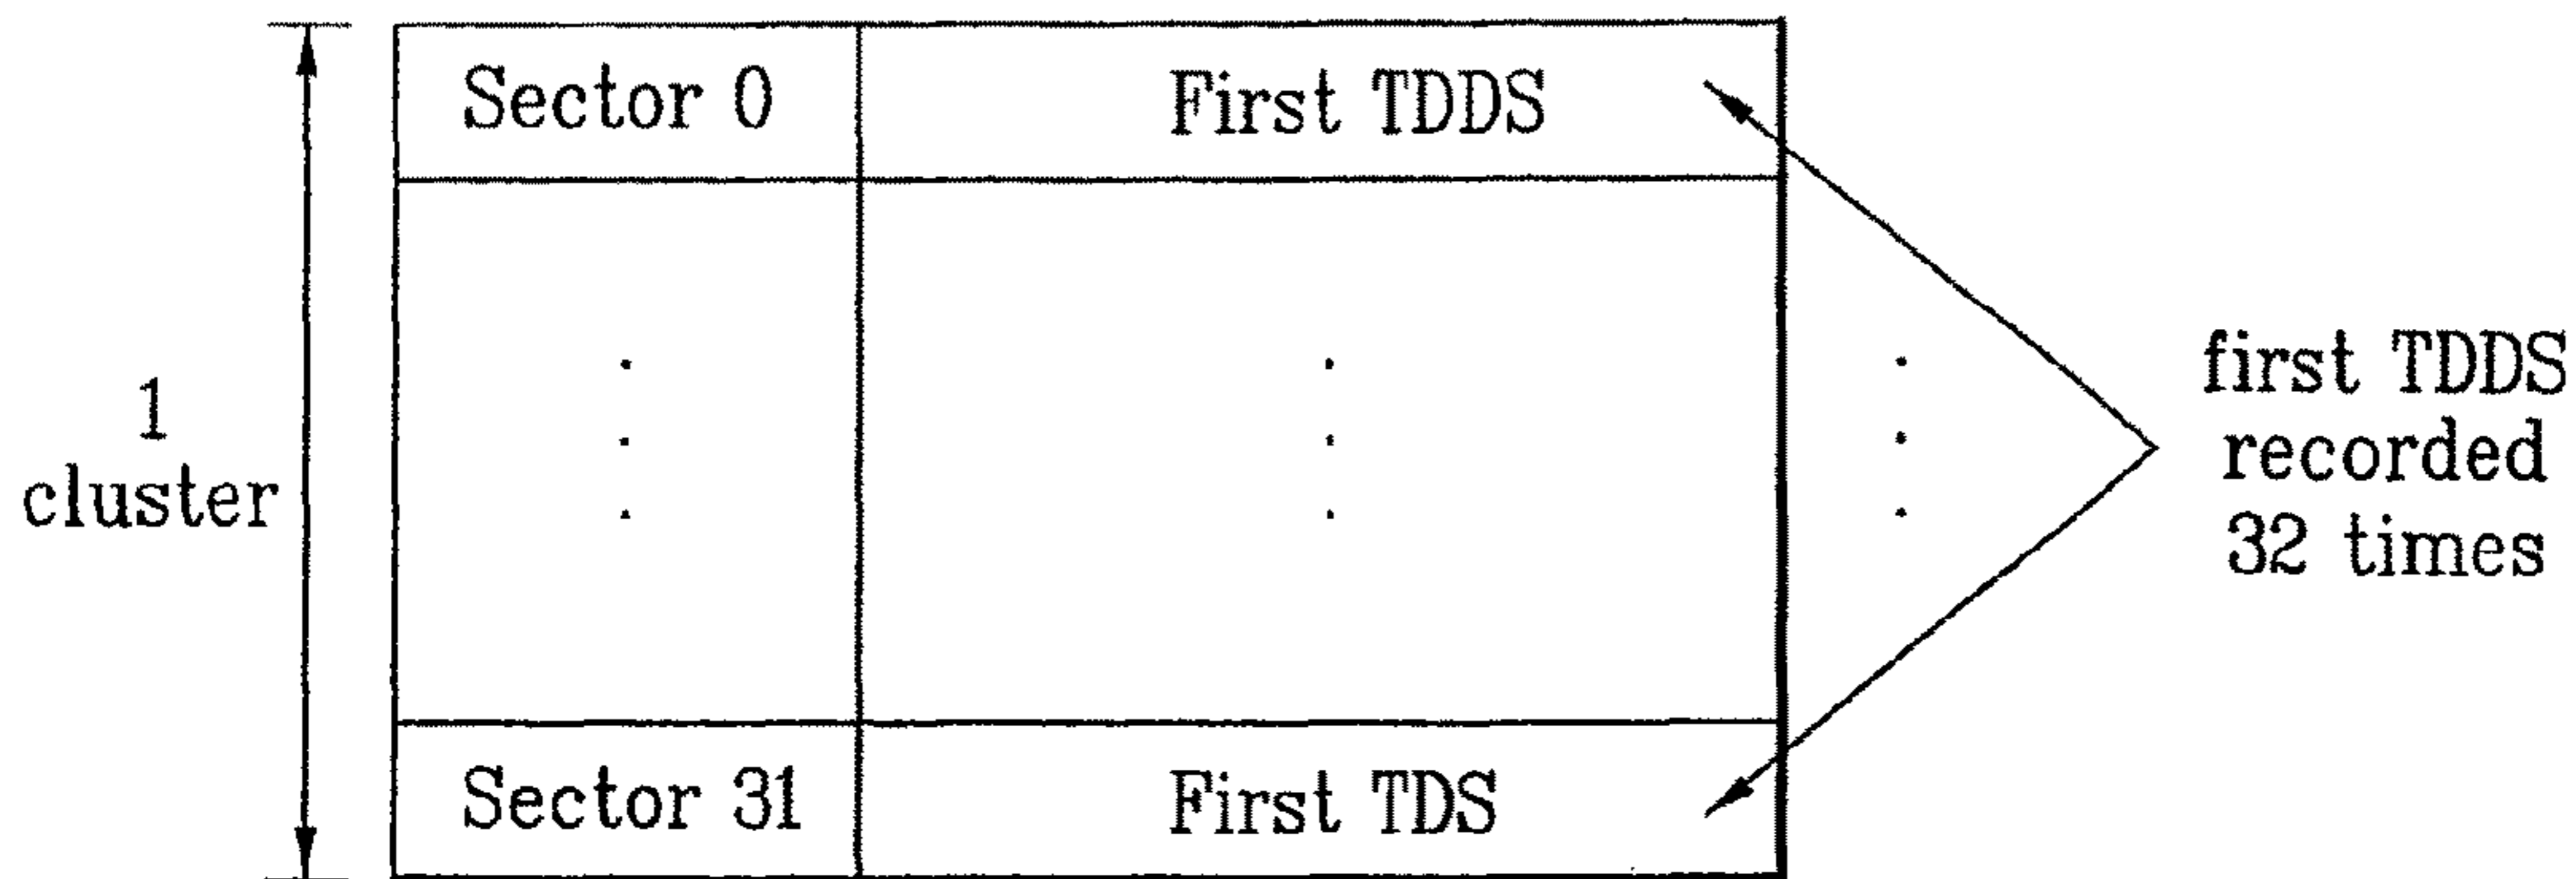 Sector 0
First TDDS
1
cluster
first TDDS
recorded
32 times
Sector 31
First TDS